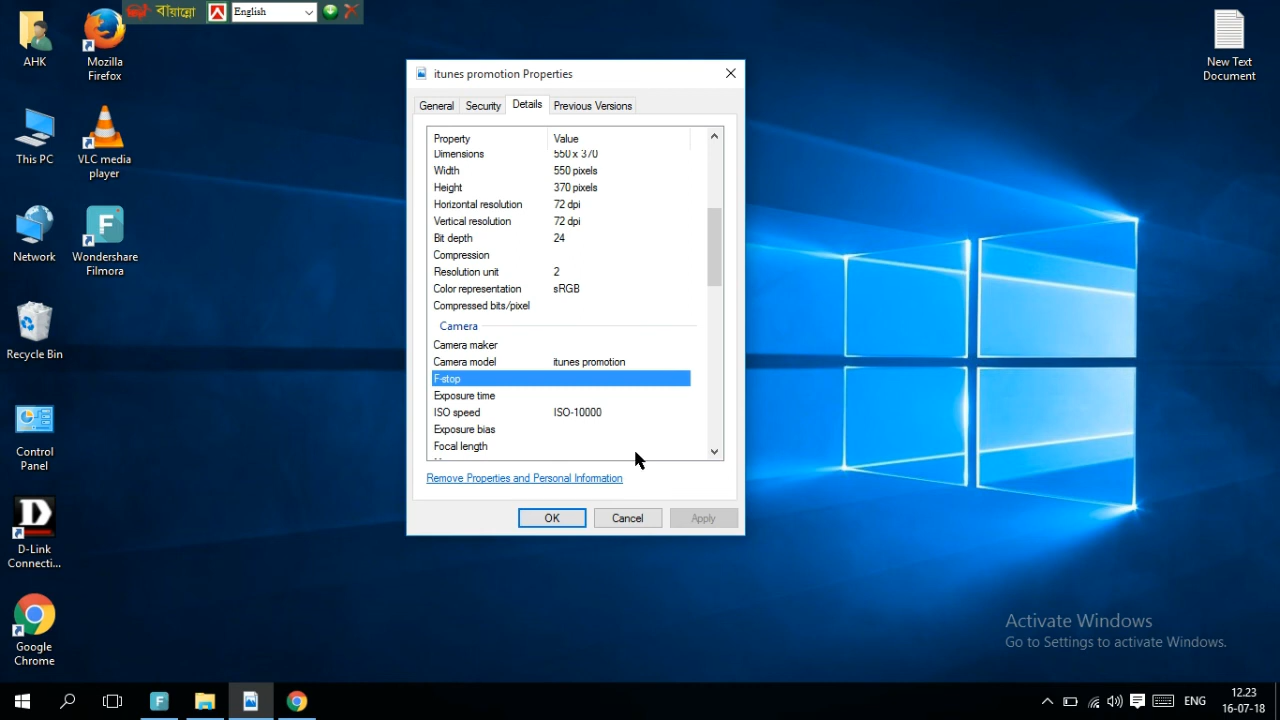 বায়ান্নো
English
AHK
Mozilla
Firefox
This PC
VLC media
player
Network
Wondershare
Filmora
Recycle Bin
Control
Panel
D-Link
Connecti...
Google
Chrome
New Text
Document
itunes promotion Properties
General Security Details Previous Versions
Property Value
Dimensions 550 x 370
Width 550 pixels
Height 370 pixels
Horizontal resolution 72 dpi
Vertical resolution 72 dpi
Bit depth 24
Compression
Resolution unit 2
Color representation sRGB
Compressed bits/pixel
Camera
Camera maker
Camera model itunes promotion
F-stop
Exposure time
ISO speed ISO-10000
Exposure bias
Focal length
Remove Properties and Personal Information
OK Cancel Apply
Activate Windows
Go to Settings to activate Windows.
ENG
12.23
16-07-18